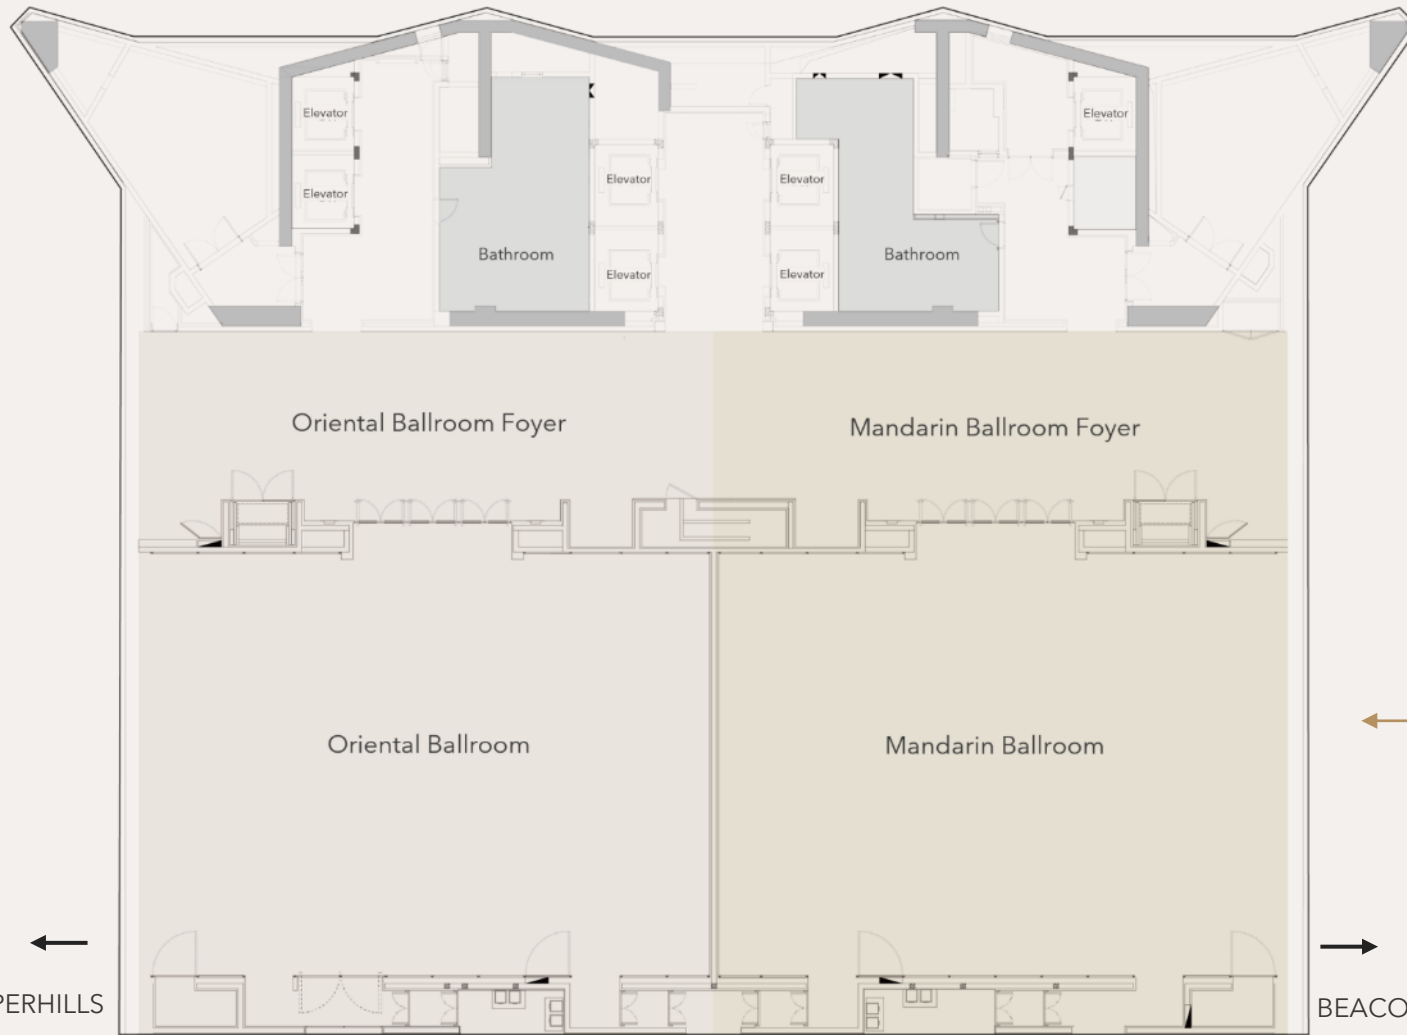 Elevator
Elevator
Elevator
Elevator
Elevator
Elevator
Elevator
Bathroom
Bathroom
Oriental Ballroom Foyer
Mandarin Ballroom Foyer
Oriental Ballroom
Mandarin Ballroom
PERHILLS
BEACO